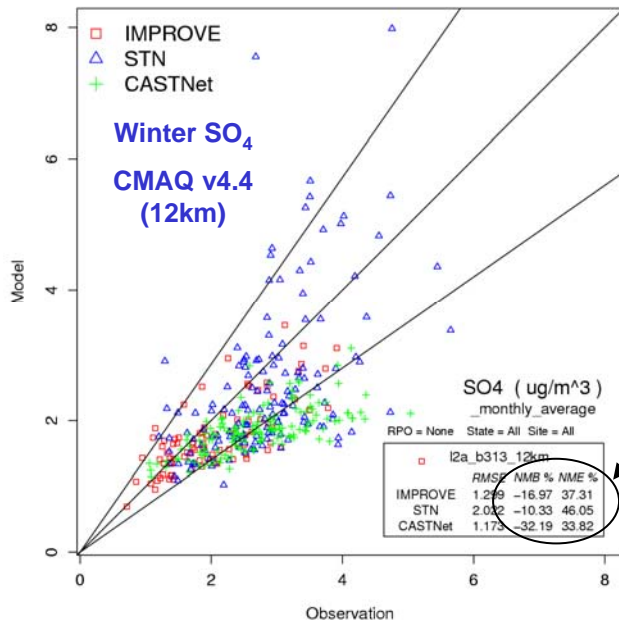 8
IMPROVE
STN
CASTNet
Winter SO4
CMAQ v4.4
(12km)
6
Model
4
SO4 ( ug/m^3 )
_monthly_average
RPO = None State = All Site = All
2
l2a_b313_12km
RMSE NMB % NME %
IMPROVE 1.299 −16.97 37.31
STN 2.022 −10.33 46.05
CASTNet 1.173 −32.19 33.82
0
0 2 4 6 8
Observation